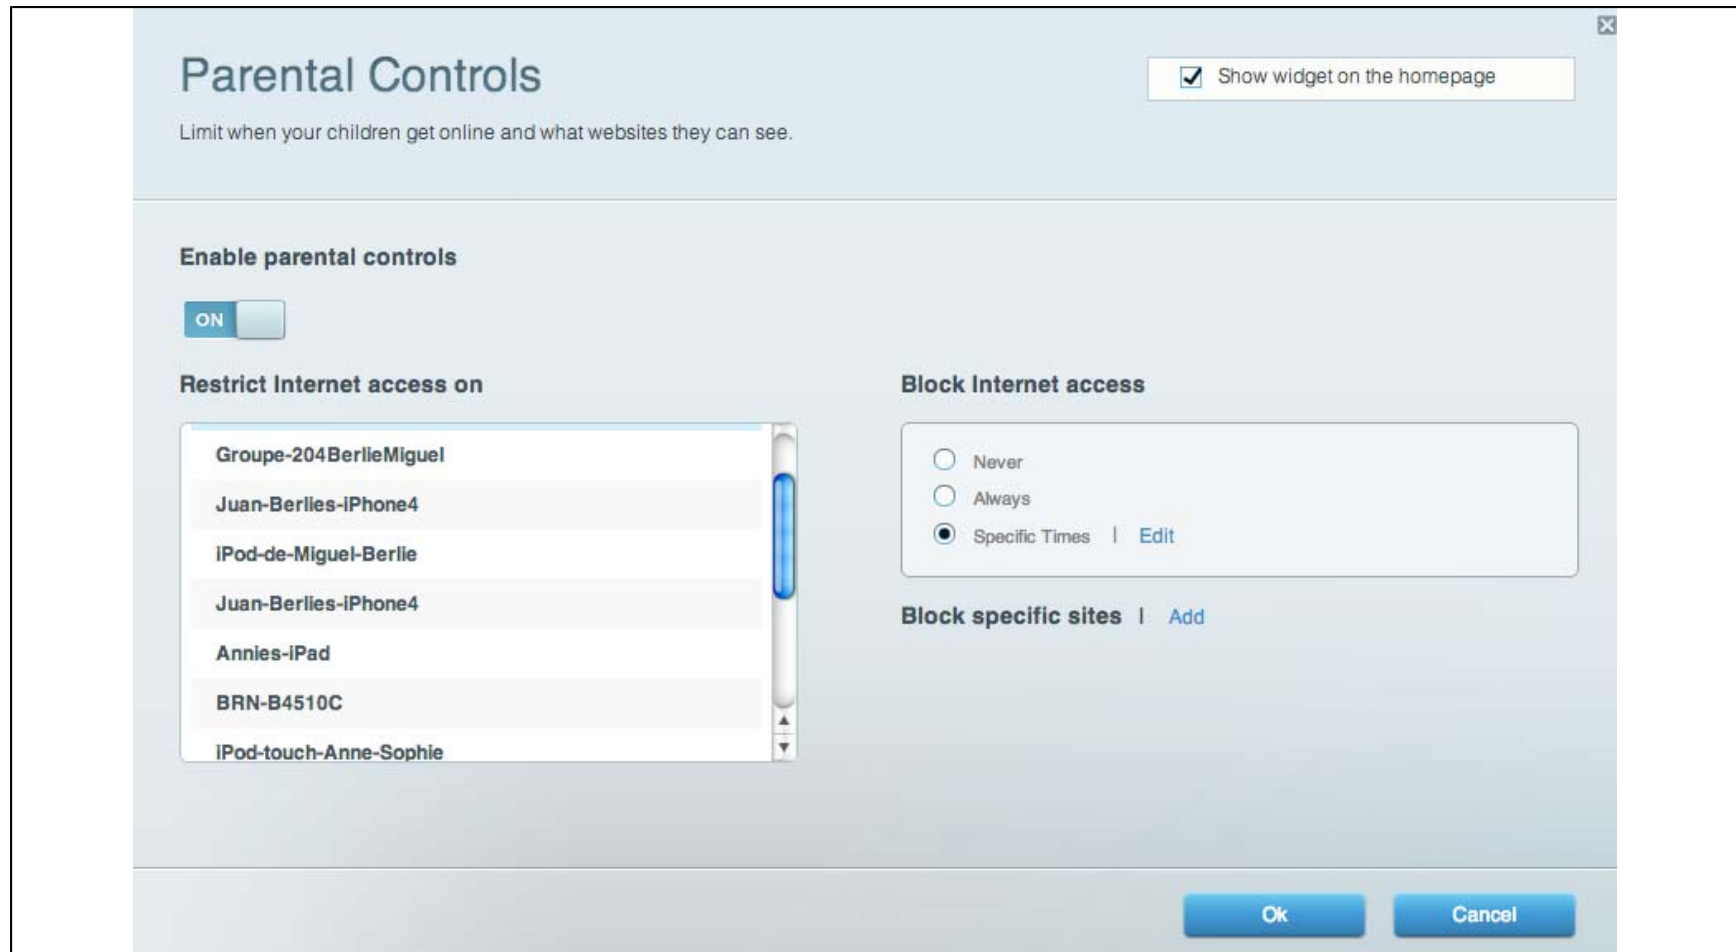 Parental Controls
Show widget on the homepage
Limit when your children get online and what websites they can see.
Enable parental controls
ON
Restrict Internet access on
Groupe-204BerlieMiguel
Juan-Berlies-iPhone4
iPod-de-Miguel-Berlie
Juan-Berlies-iPhone4
Annies-iPad
BRN-B4510C
iPod-touch-Anne-Sophie
Block Internet access
Never
Always
Specific Times | Edit
Block specific sites | Add
Ok
Cancel